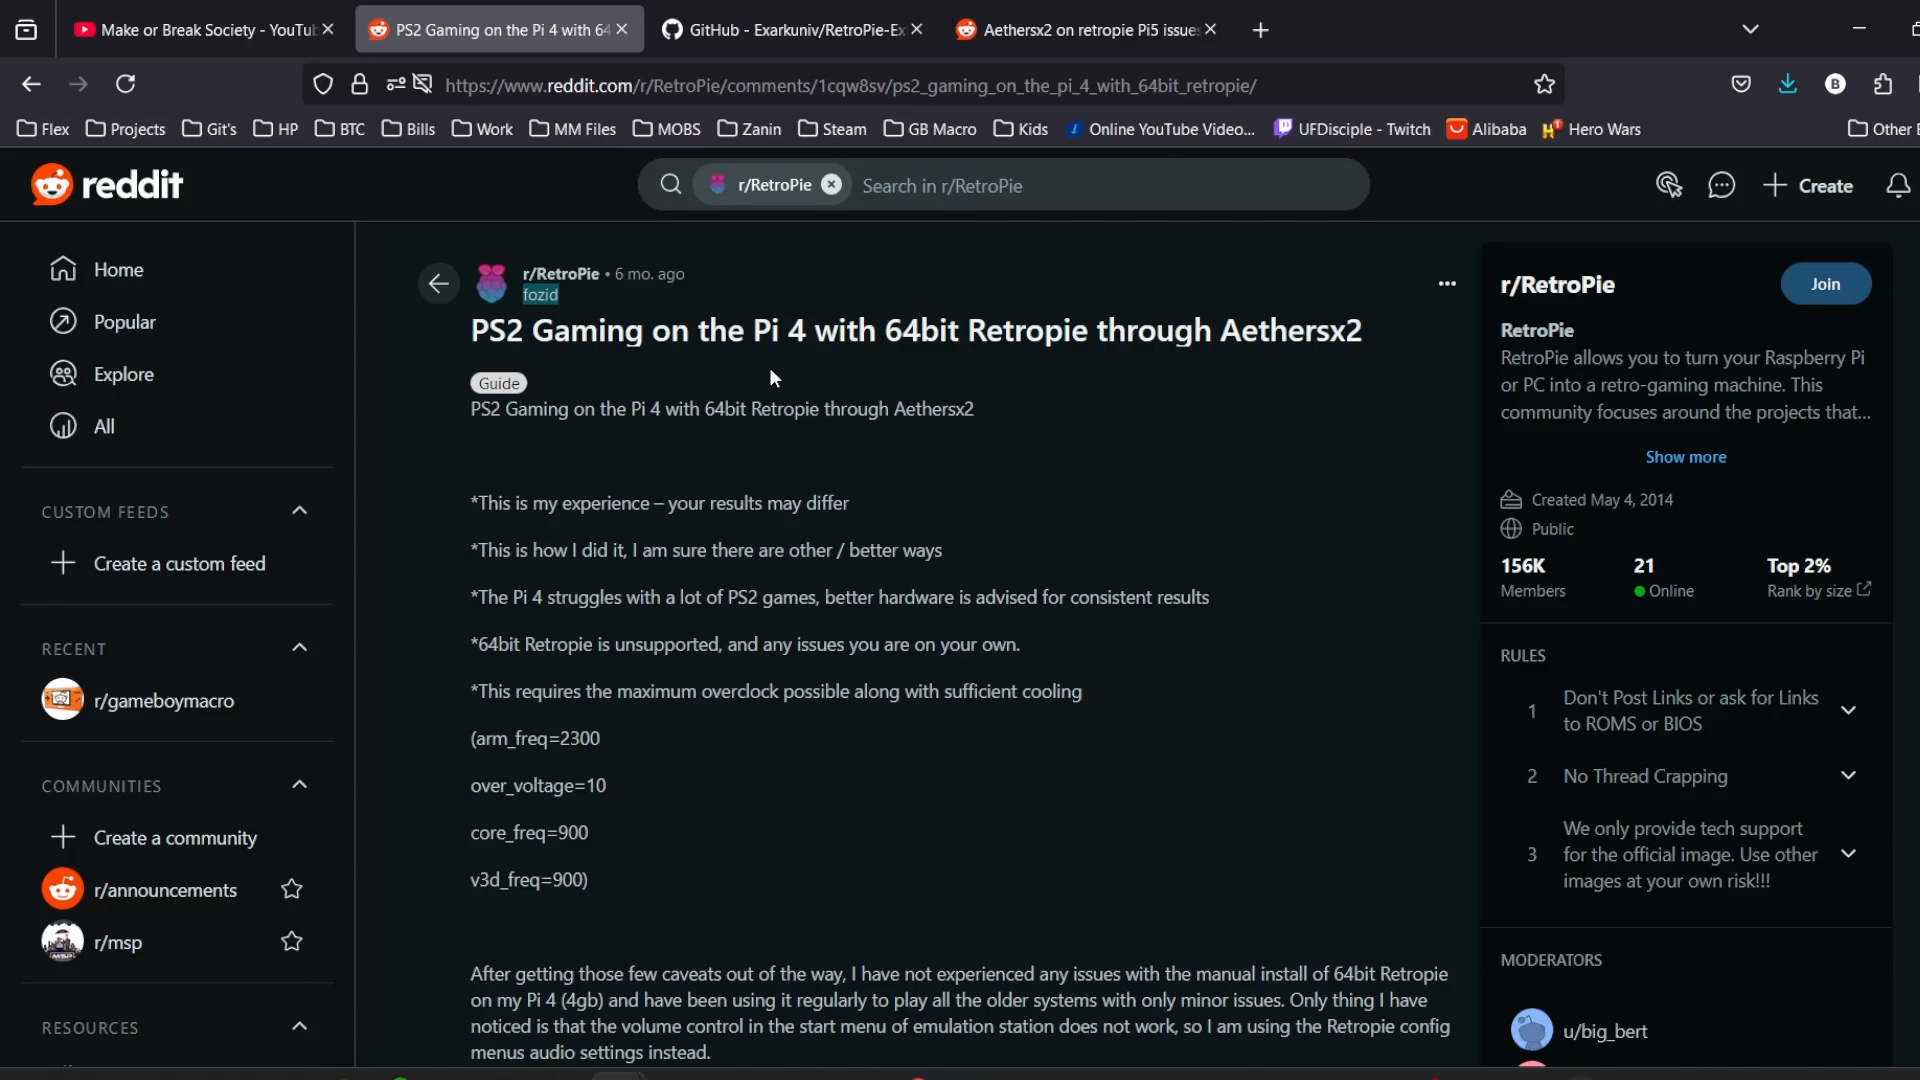 Make or Break Society - YouTu
PS2 Gaming on the Pi 4 with 64
GitHub - Exarkuniv/RetroPie-Ex
Aethersx2 on retropie Pi5 issue
https://www.reddit.com/r/RetroPie/comments/1cqw8sv/ps2_gaming_on_the_pi_4_with_64bit_retropie/
B
Flex
Projects
Git's
HP
BTC
Bills
Work
MM Files
MOBS
Zanin
Steam
GB Macro
Kids
Online YouTube Video...
UFDisciple - Twitch
Alibaba
Hero Wars
Other
reddit
r/RetroPie
Search in r/RetroPie
Create
Home
Popular
Explore
All
CUSTOM FEEDS
Create a custom feed
RECENT
r/gameboymacro
COMMUNITIES
Create a community
r/announcements
r/msp
RESOURCES
r/RetroPie • 6 mo. ago
fozid
PS2 Gaming on the Pi 4 with 64bit Retropie through Aethersx2
Guide
PS2 Gaming on the Pi 4 with 64bit Retropie through Aethersx2
*This is my experience – your results may differ
*This is how I did it, I am sure there are other / better ways
*The Pi 4 struggles with a lot of PS2 games, better hardware is advised for consistent results
*64bit Retropie is unsupported, and any issues you are on your own.
*This requires the maximum overclock possible along with sufficient cooling
(arm_freq=2300
over_voltage=10
core_freq=900
v3d_freq=900)
After getting those few caveats out of the way, I have not experienced any issues with the manual install of 64bit Retropie
on my Pi 4 (4gb) and have been using it regularly to play all the older systems with only minor issues. Only thing I have
noticed is that the volume control in the start menu of emulation station does not work, so I am using the Retropie config
menus audio settings instead.
r/RetroPie
Join
RetroPie
RetroPie allows you to turn your Raspberry Pi
or PC into a retro-gaming machine. This
community focuses around the projects that...
Show more
Created May 4, 2014
Public
156K
Members
21
Online
Top 2%
Rank by size
RULES
1 Don't Post Links or ask for Links
to ROMS or BIOS
2 No Thread Crapping
3 We only provide tech support
for the official image. Use other
images at your own risk!!!
MODERATORS
u/big_bert